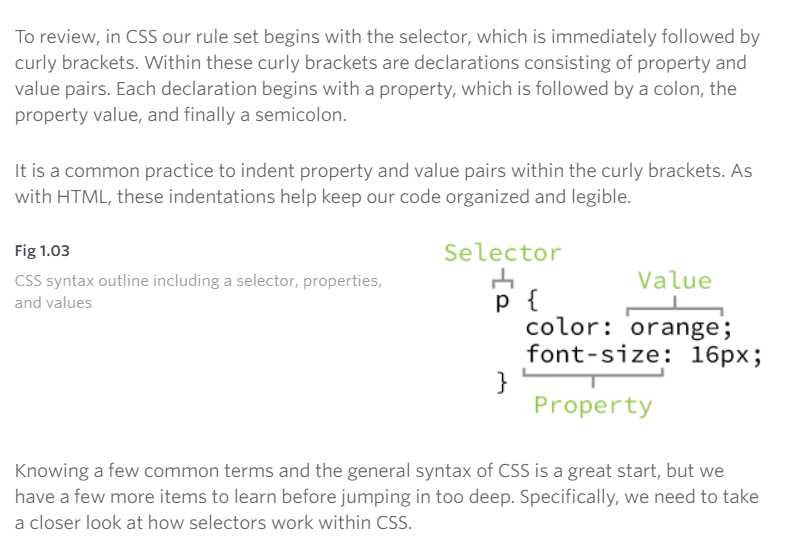 To review, in CSS our rule set begins with the selector, which is immediately followed by
curly brackets. Within these curly brackets are declarations consisting of property and
value pairs. Each declaration begins with a property, which is followed by a colon, the
property value, and finally a semicolon.
It is a common practice to indent property and value pairs within the curly brackets. As
with HTML, these indentations help keep our code organized and legible.
Fig 1.03
CSS syntax outline including a selector, properties,
and values
Selector
Value
p {
color: orange;
font-size: 16px;
}
Property
Knowing a few common terms and the general syntax of CSS is a great start, but we
have a few more items to learn before jumping in too deep. Specifically, we need to take
a closer look at how selectors work within CSS.